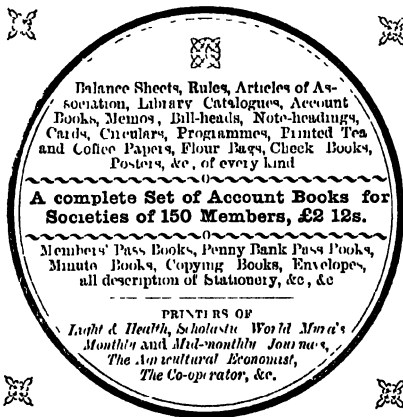 Balance Sheets, Rules, Articles of As-
sociation, Library Catalogues, Account
Books, Memos, Bill-heads, Note-headings,
Cards, Circulars, Programmes, Printed Tea
and Coffee Papers, Flour Bags, Check Books,
Posters, &c, of every kind
A complete Set of Account Books for
Societies of 150 Members, £2 12s.
Members' Pass Books, Penny Bank Pass Books,
Minute Books, Copying Books, Envelopes,
all description of Stationery, &c, &c
PRINTERS OF
Light & Health, Scholastic World Myra's
Monthly and Mid-monthly Journals,
The Agricultural Economist,
The Co-operator, &c.